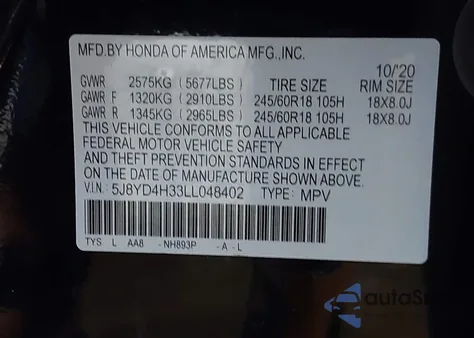 MFD.BY HONDA OF AMERICA MFG.,INC.
10/'20
GVWR 2575KG (5677LBS) TIRE SIZE RIM SIZE
GAWR F 1320KG (2910LBS) 245/60R18 105H 18X8.0J
GAWR R 1345KG (2965LBS) 245/60R18 105H 18X8.0J
THIS VEHICLE CONFORMS TO ALL APPLICABLE
FEDERAL MOTOR VEHICLE SAFETY
AND THEFT PREVENTION STANDARDS IN EFFECT
ON THE DATE OF MANUFACTURE SHOWN ABOVE.
V.I.N: 5J8YD4H33LL048402 TYPE: MPV
TYS L AA8 -NH893P -A-L